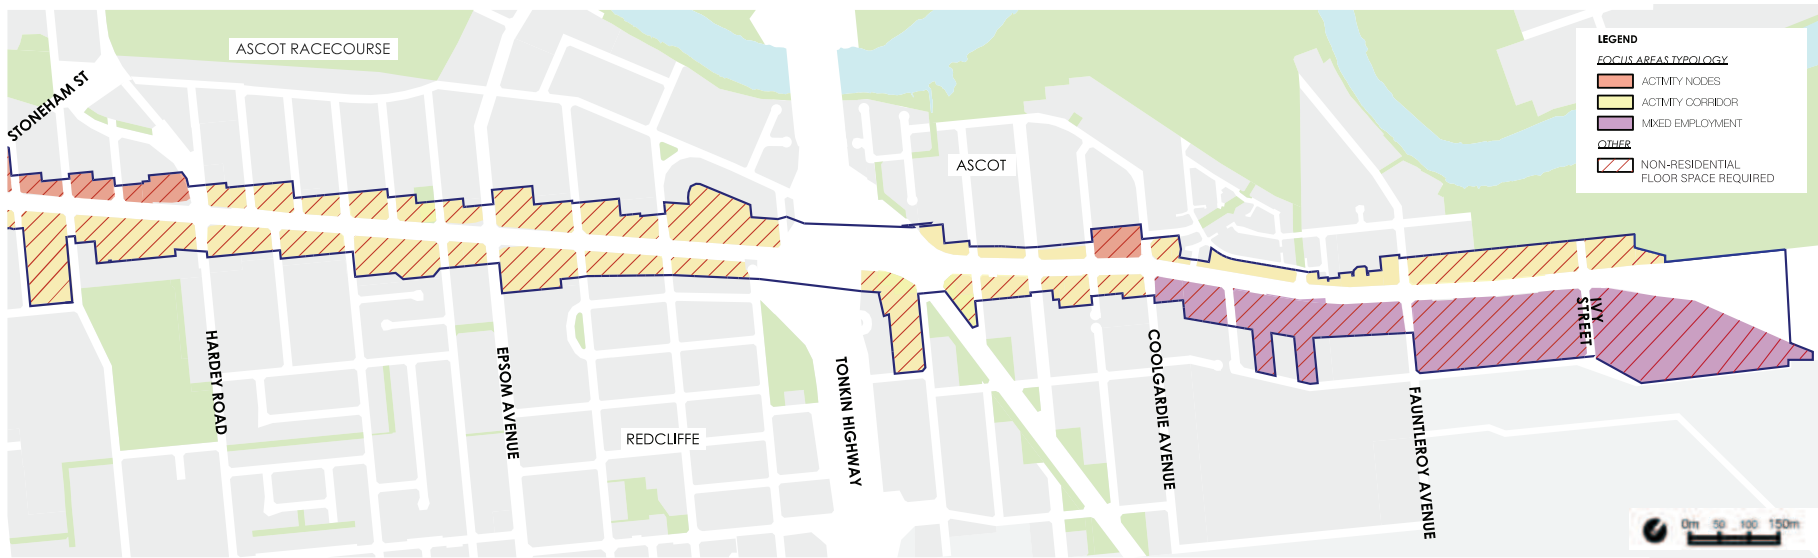 STONEHAM ST
ASCOT RACECOURSE
ASCOT
HARDEY ROAD
EPSOM AVENUE
REDCLIFFE
TONKIN HIGHWAY
COOLGARDIE AVENUE
FAUNTLEROY AVENUE
IVY
STREET
LEGEND
FOCUS AREAS TYPOLOGY
ACTIVITY NODES
ACTIVITY CORRIDOR
MIXED EMPLOYMENT
OTHER
NON-RESIDENTIAL
FLOOR SPACE REQUIRED
0m 50 100 150m